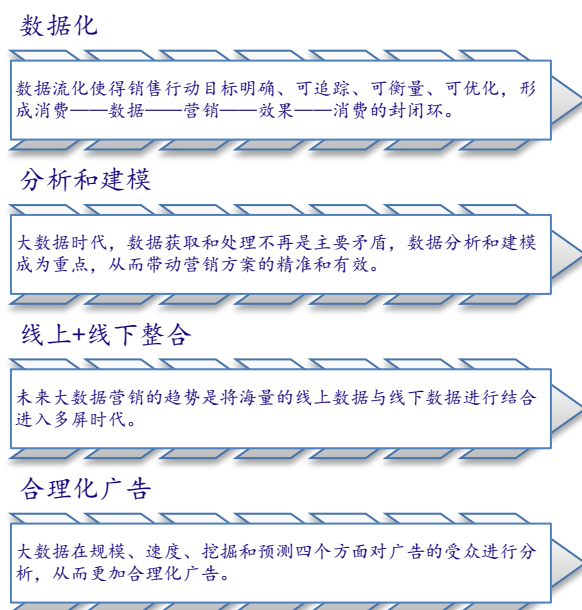 数据化
数据流化使得销售行动目标明确、可追踪、可衡量、可优化，形
成消费——数据——营销——效果——消费的封闭环。
分析和建模
大数据时代，数据获取和处理不再是主要矛盾，数据分析和建模
成为重点，从而带动营销方案的精准和有效。
线上+线下整合
未来大数据营销的趋势是将海量的线上数据与线下数据进行结合
进入多屏时代。
合理化广告
大数据在规模、速度、挖掘和预测四个方面对广告的受众进行分
析，从而更加合理化广告。